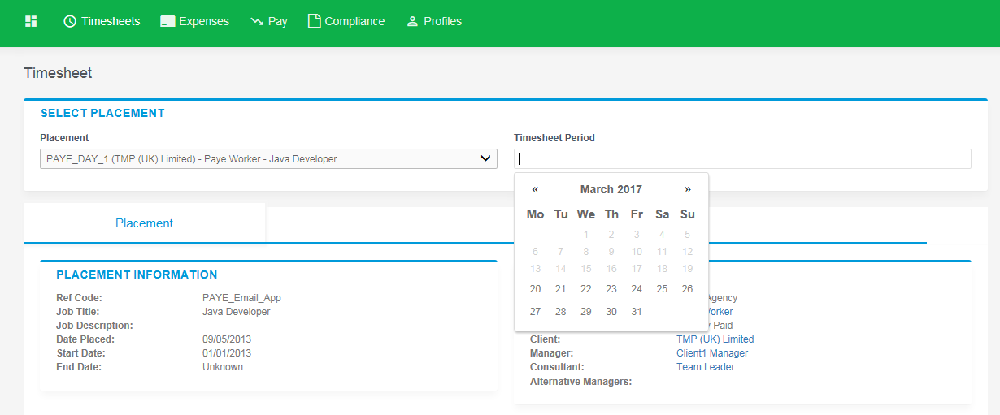 Timesheets Expenses Pay Compliance Profiles
Timesheet
SELECT PLACEMENT
Placement
PAYE_DAY_1 (TMP (UK) Limited) - Paye Worker - Java Developer
Timesheet Period
« March 2017 »
Mo Tu We Th Fr Sa Su
1 2 3 4 5
6 7 8 9 10 11 12
13 14 15 16 17 18 19
20 21 22 23 24 25 26
27 28 29 30 31
Placement
PLACEMENT INFORMATION
Ref Code: PAYE_Email_App
Job Title: Java Developer
Job Description:
Date Placed: 09/05/2013
Start Date: 01/01/2013
End Date: Unknown
Agency
Paid
Client: TMP (UK) Limited
Manager: Client1 Manager
Consultant: Team Leader
Alternative Managers: